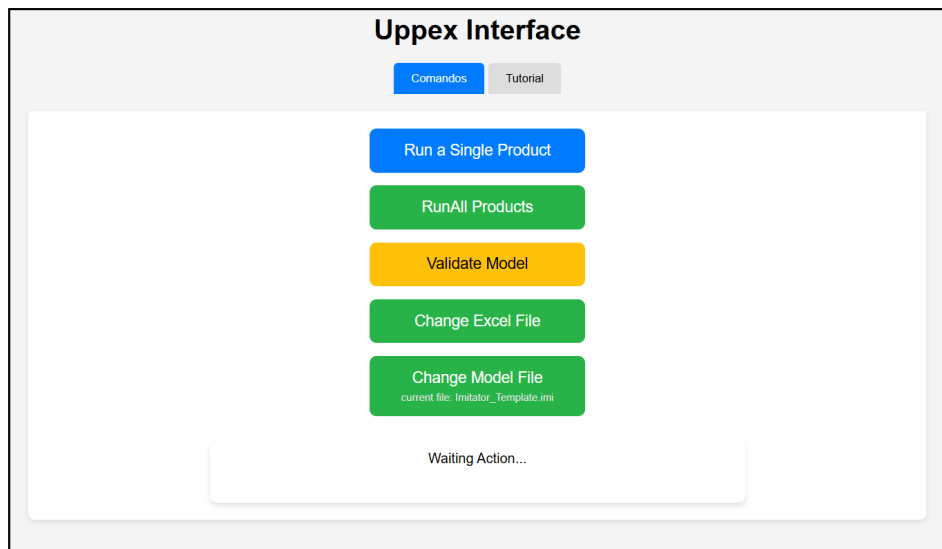 Uppex Interface
Comandos
Tutorial
Run a Single Product
RunAll Products
Validate Model
Change Excel File
Change Model File
current file: Imitator_Template.imi
Waiting Action...